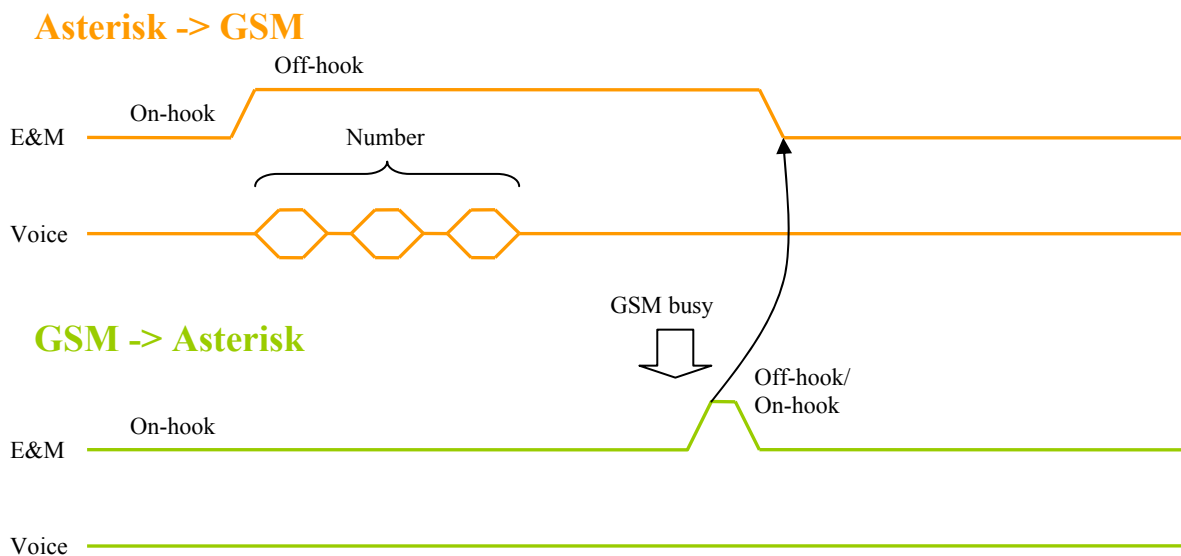 Asterisk -> GSM
Off-hook
On-hook
E&M
Number
Voice
GSM busy
GSM -> Asterisk
Off-hook/
On-hook
On-hook
E&M
Voice